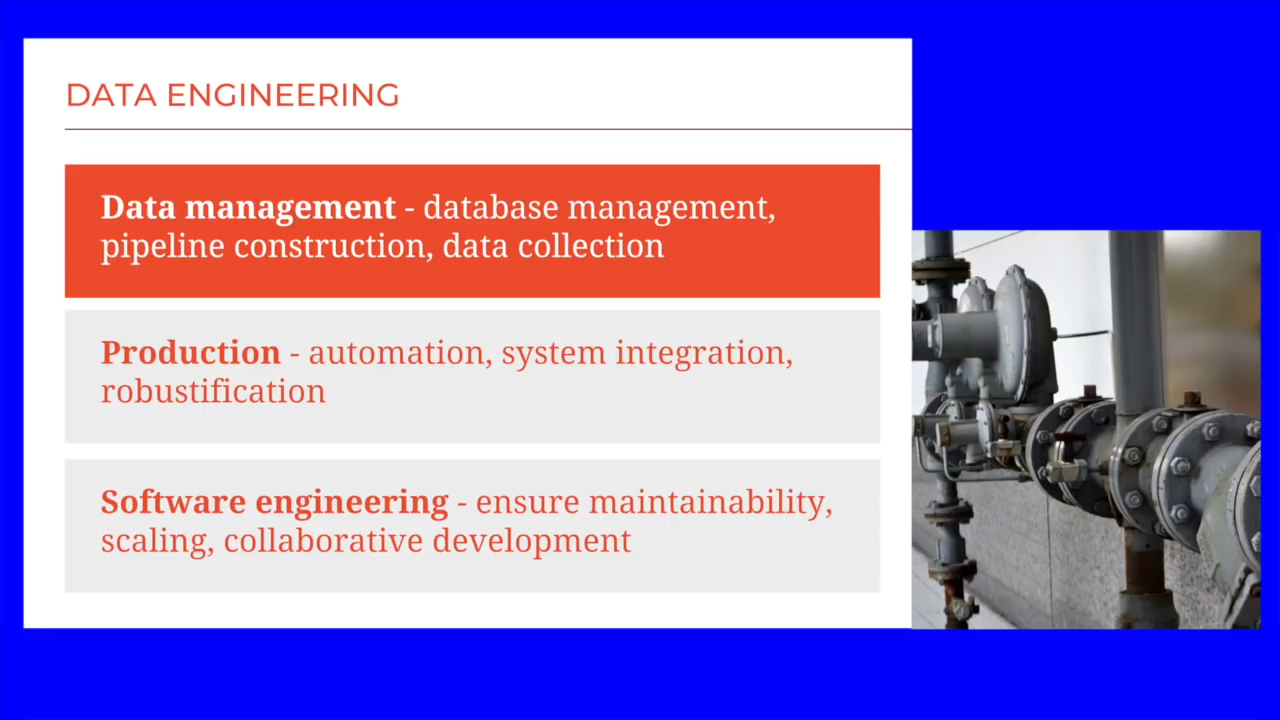 DATA ENGINEERING
Data management - database management,
pipeline construction, data collection
Production - automation, system integration,
robustification
Software engineering - ensure maintainability,
scaling, collaborative development